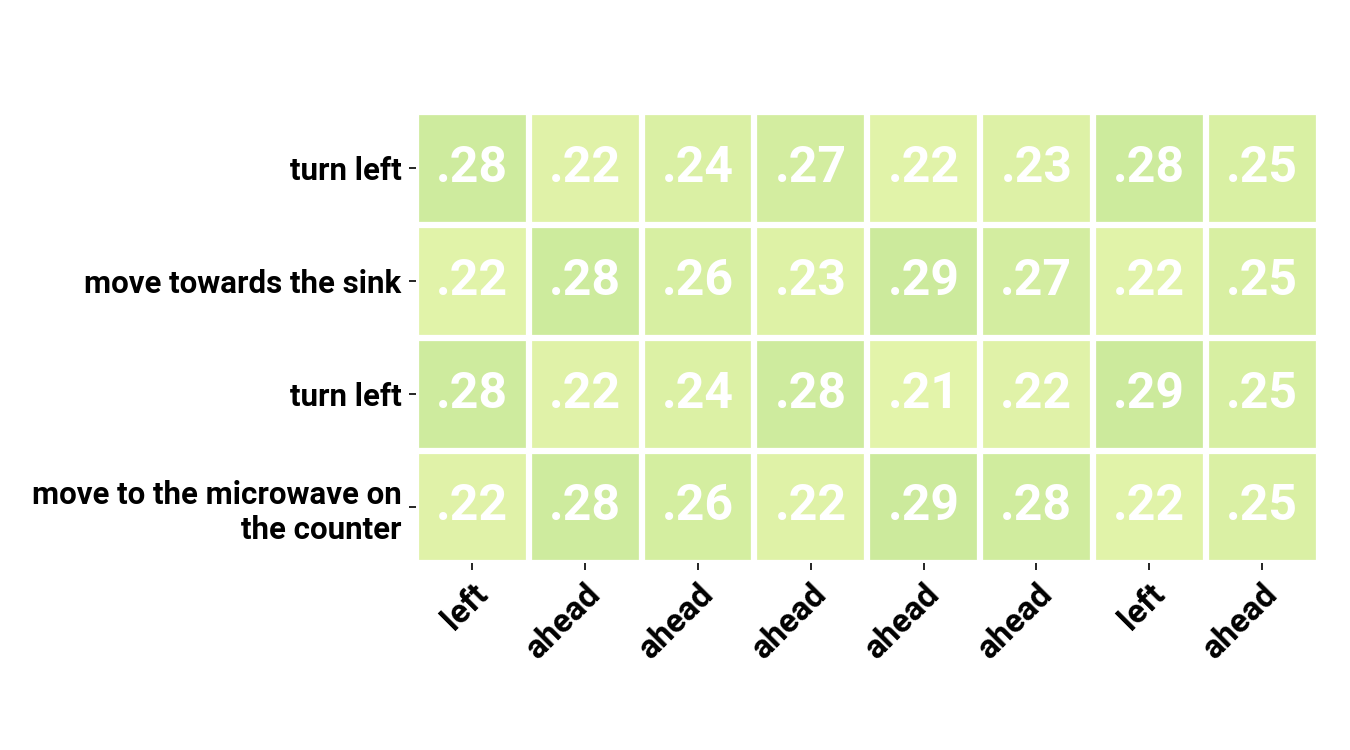 turn left .28 .22 .24 .27 .22 .23 .28 .25
move towards the sink .22 .28 .26 .23 .29 .27 .22 .25
turn left .28 .22 .24 .28 .21 .22 .29 .25
move to the microwave on
the counter .22 .28 .26 .22 .29 .28 .22 .25
left ahead ahead ahead ahead ahead left ahead